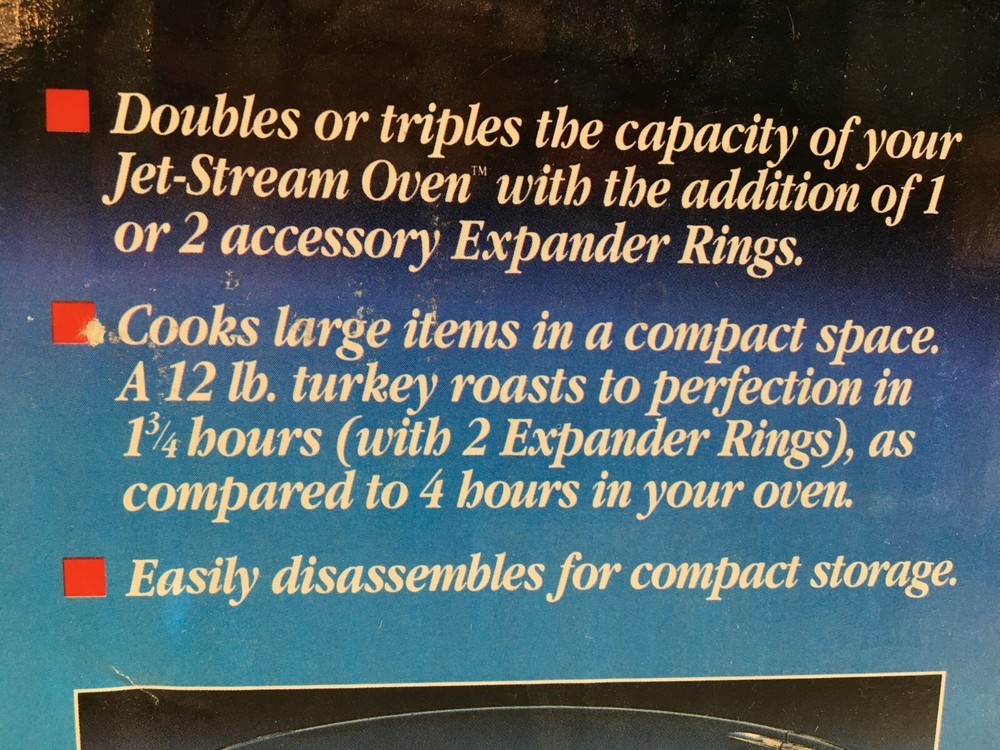 Doubles or triples the capacity of your
Jet-Stream Oven™ with the addition of 1
or 2 accessory Expander Rings.
Cooks large items in a compact space.
A 12 lb. turkey roasts to perfection in
1¾ hours (with 2 Expander Rings), as
compared to 4 hours in your oven.
Easily disassembles for compact storage.